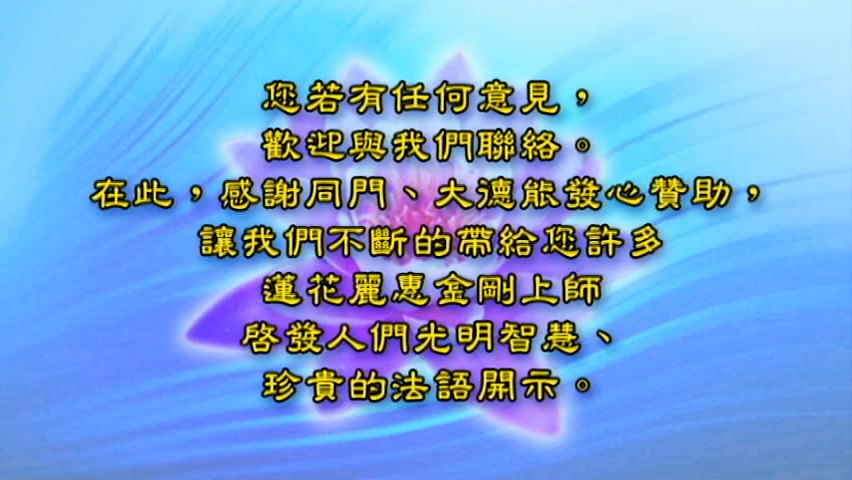 您若有任何意見，
歡迎與我們聯絡。
在此，感謝同門、大德能發心贊助，
讓我們不斷的帶給您許多
蓮花麗惠金剛上師
啓發人們光明智慧、
珍貴的法語開示。